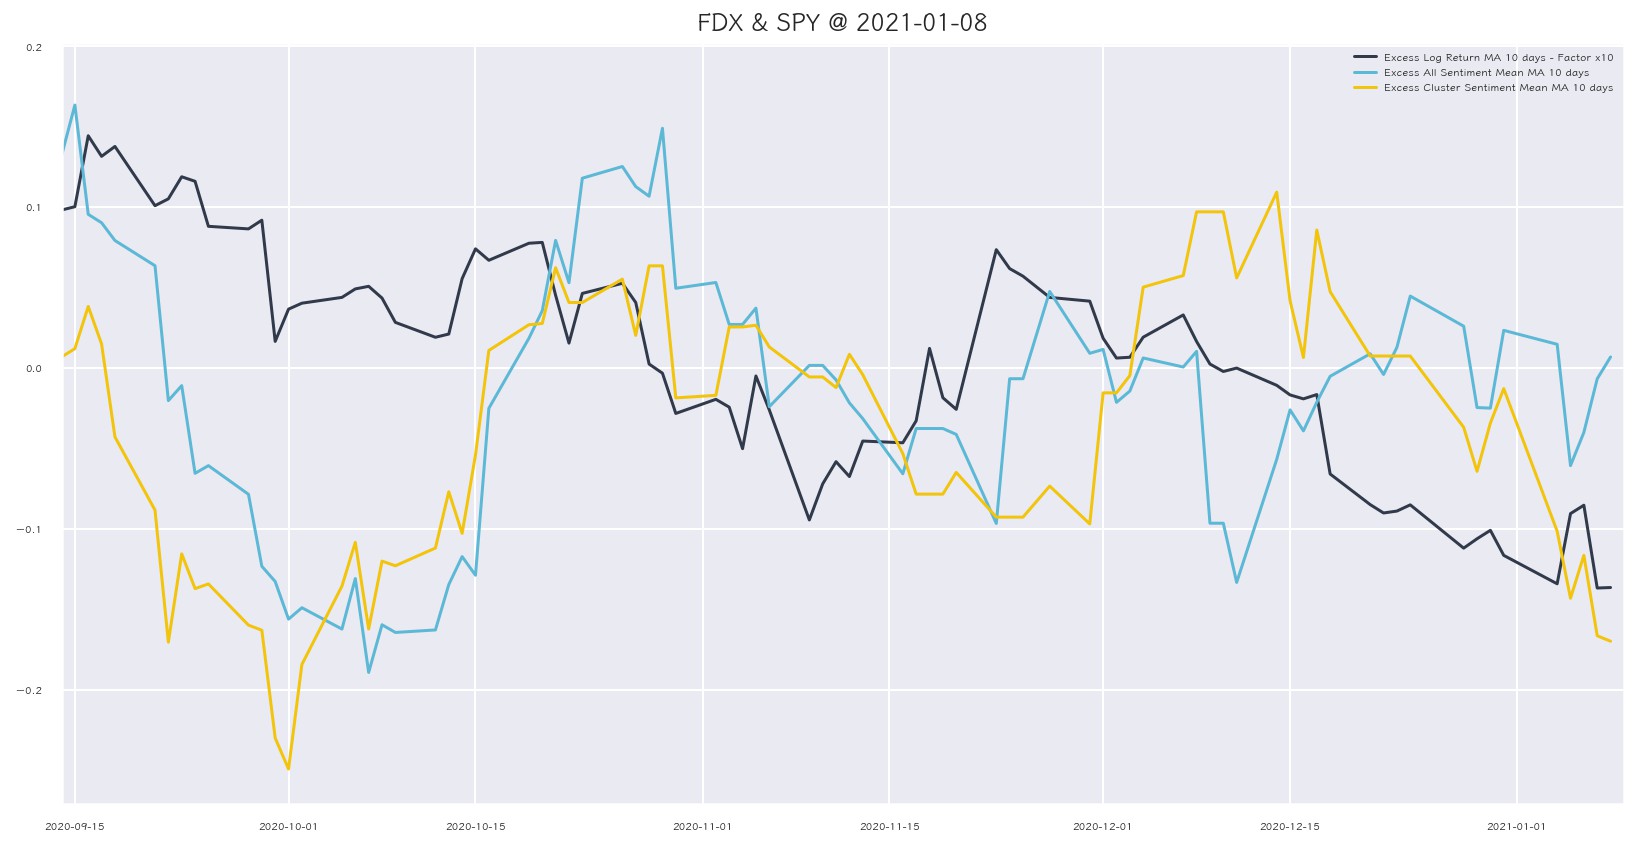 FDX & SPY @ 2021-01-08
0.2
0.1
0.0
−0.1
−0.2
Excess Log Return MA 10 days - Factor x10
Excess All Sentiment Mean MA 10 days
Excess Cluster Sentiment Mean MA 10 days
2020-09-15 2020-10-01 2020-10-15 2020-11-01 2020-11-15 2020-12-01 2020-12-15 2021-01-01